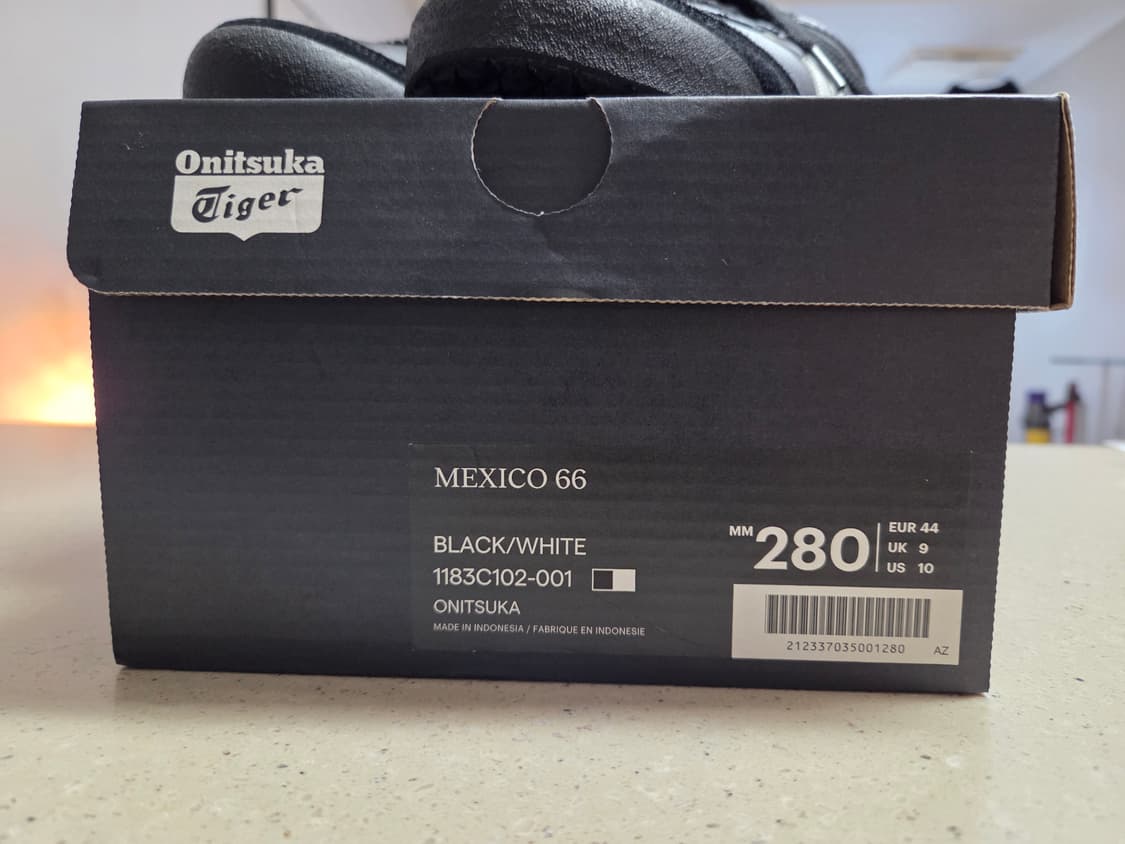 Onitsuka
Tiger
MEXICO 66
BLACK/WHITE
1183C102-001
ONITSUKA
MADE IN INDONESIA / FABRIQUE EN INDONESIE
MM 280
EUR 44
UK 9
US 10
212337035001280
AZ